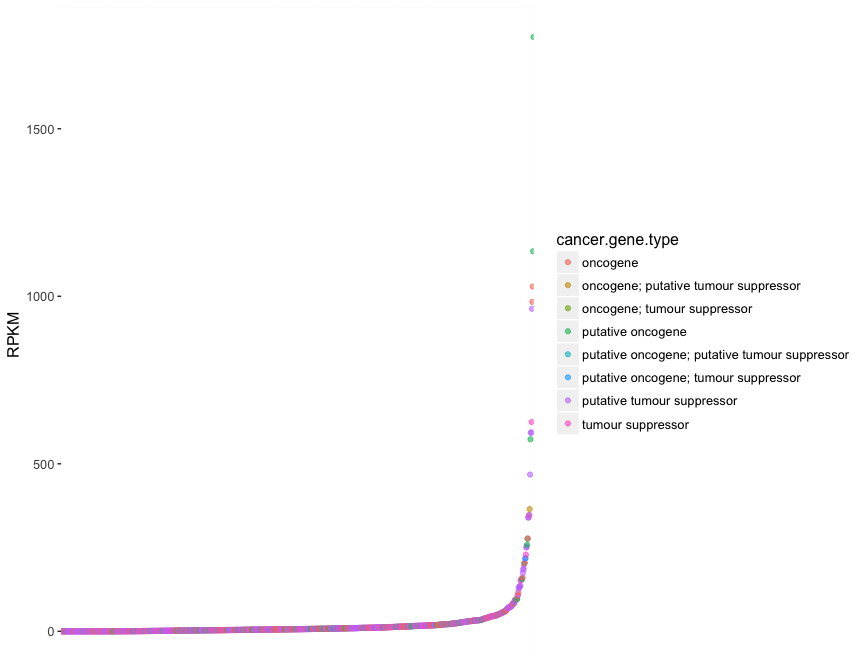 RPKM
1500
1000
500
0
cancer.gene.type
oncogene
oncogene; putative tumour suppressor
oncogene; tumour suppressor
putative oncogene
putative oncogene; putative tumour suppressor
putative oncogene; tumour suppressor
putative tumour suppressor
tumour suppressor